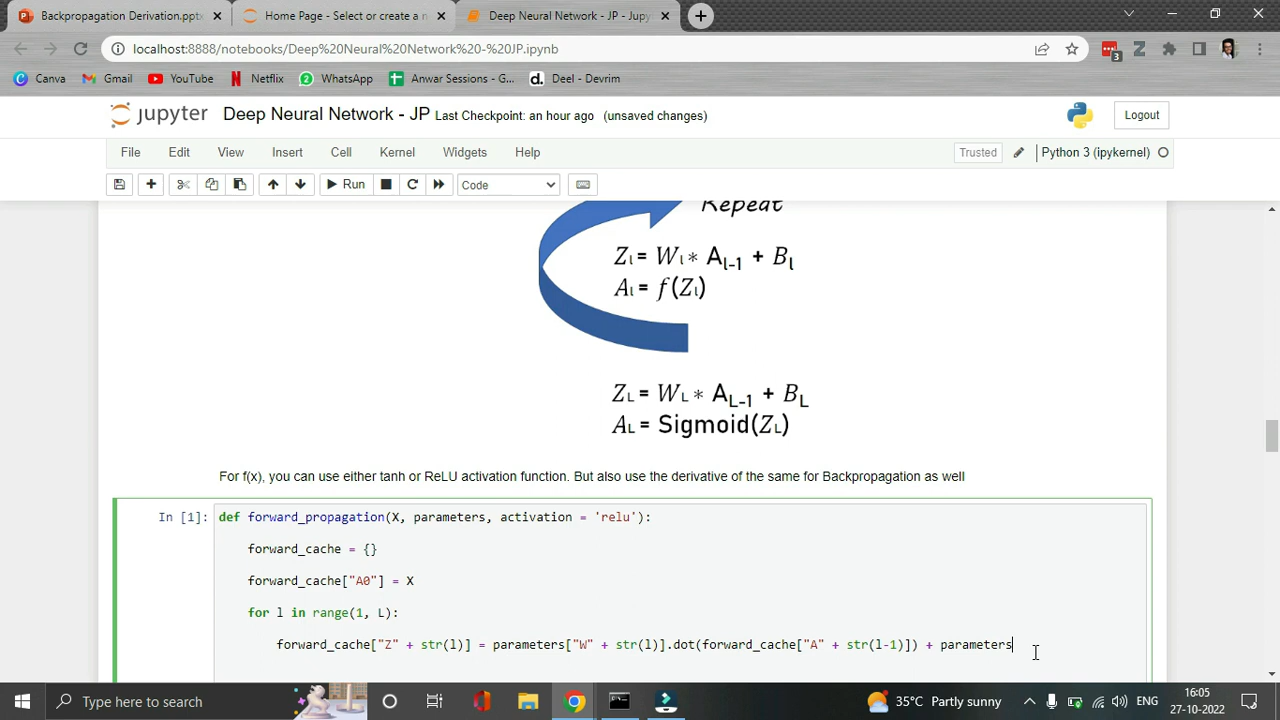 Backpropagation Derivation.pptx
Home Page - Select or create a n
Deep Neural Network - JP - Jupy
localhost:8888/notebooks/Deep%20Neural%20Network%20-%20JP.ipynb
3
Canva
Gmail
YouTube
Netflix
WhatsApp
Anwar Sessions - G...
Deel - Devrim
jupyter Deep Neural Network - JP Last Checkpoint: an hour ago (unsaved changes)
Logout
File Edit View Insert Cell Kernel Widgets Help
Trusted
Python 3 (ipykernel)
Run
Code
Repeat
Zl = Wl * Al-1 + Bl
Al = f(Zl)
ZL = WL * AL-1 + BL
AL = Sigmoid(ZL)
For f(x), you can use either tanh or ReLU activation function. But also use the derivative of the same for Backpropagation as well
In [1]: def forward_propagation(X, parameters, activation = 'relu'):
forward_cache = {}
forward_cache["A0"] = X
for l in range(1, L):
forward_cache["Z" + str(l)] = parameters["W" + str(l)].dot(forward_cache["A" + str(l-1)]) + parameters
Type here to search
35°C Partly sunny
ENG
16:05
27-10-2022
2